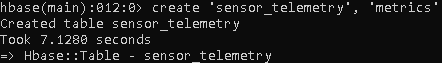 hbase(main):012:0> create 'sensor_telemetry', 'metrics'
Created table sensor_telemetry
Took 7.1280 seconds
=> Hbase::Table - sensor_telemetry